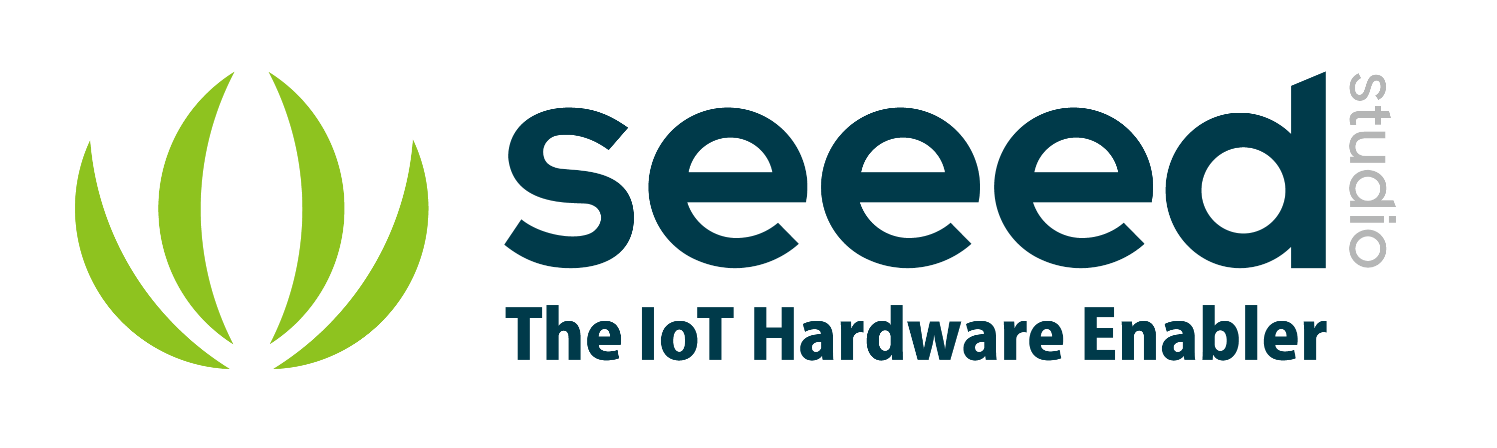 seeed
studio
The IoT Hardware Enabler